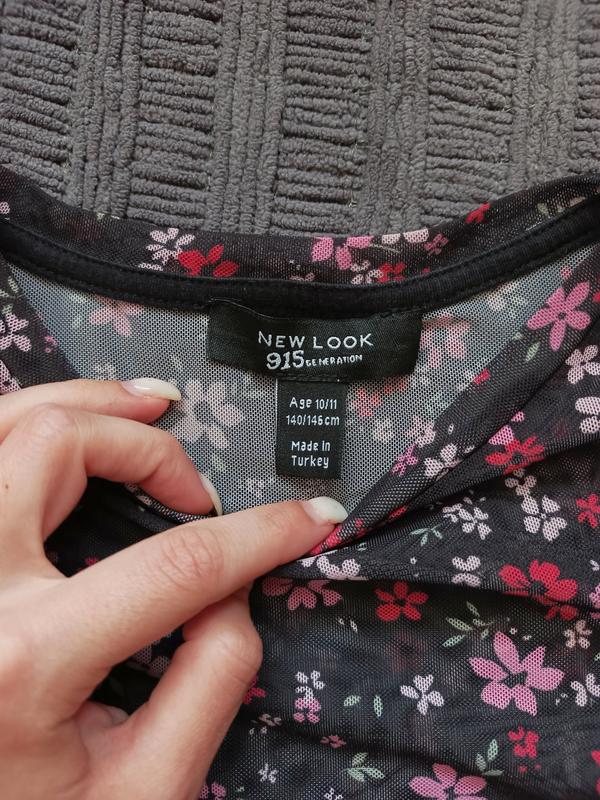 NEW LOOK
915 GENERATION
Age 10/11
140/146cm
Made in
Turkey